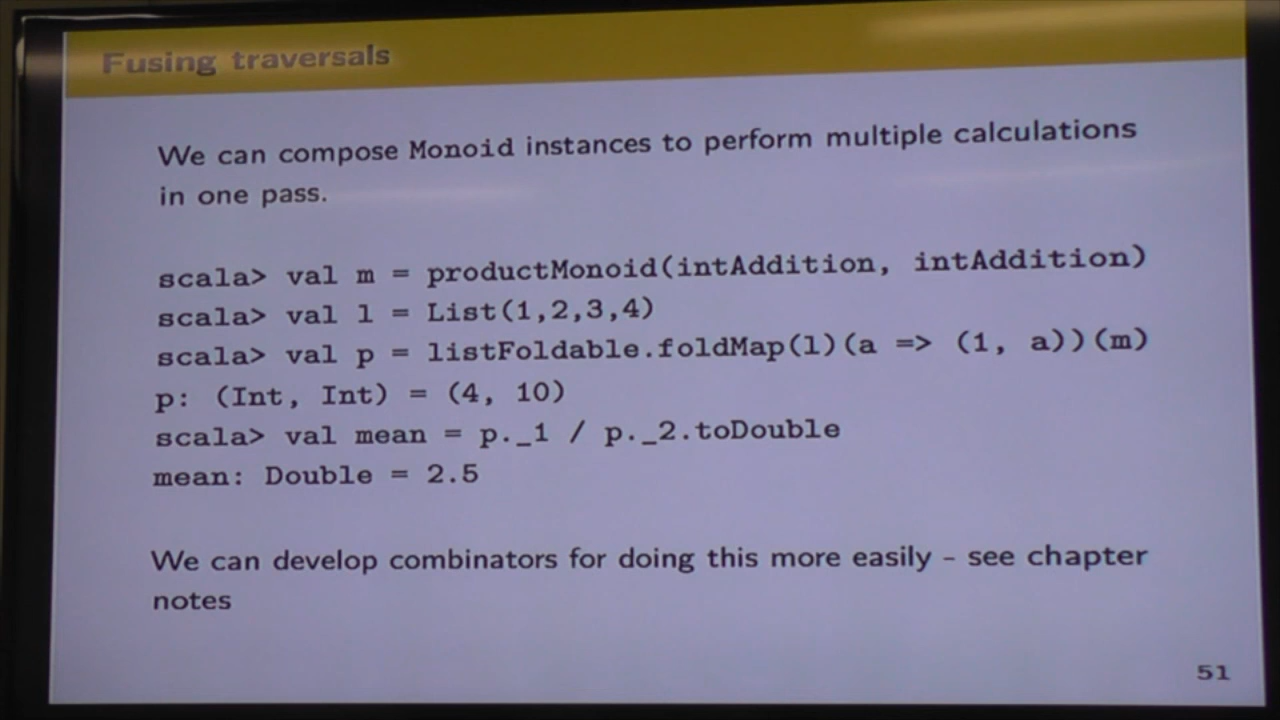 Fusing traversals
We can compose Monoid instances to perform multiple calculations
in one pass.
scala> val m = productMonoid(intAddition, intAddition)
scala> val l = List(1,2,3,4)
scala> val p = listFoldable.foldMap(l)(a => (1, a))(m)
p: (Int, Int) = (4, 10)
scala> val mean = p._1 / p._2.toDouble
mean: Double = 2.5
We can develop combinators for doing this more easily – see chapter
notes
51